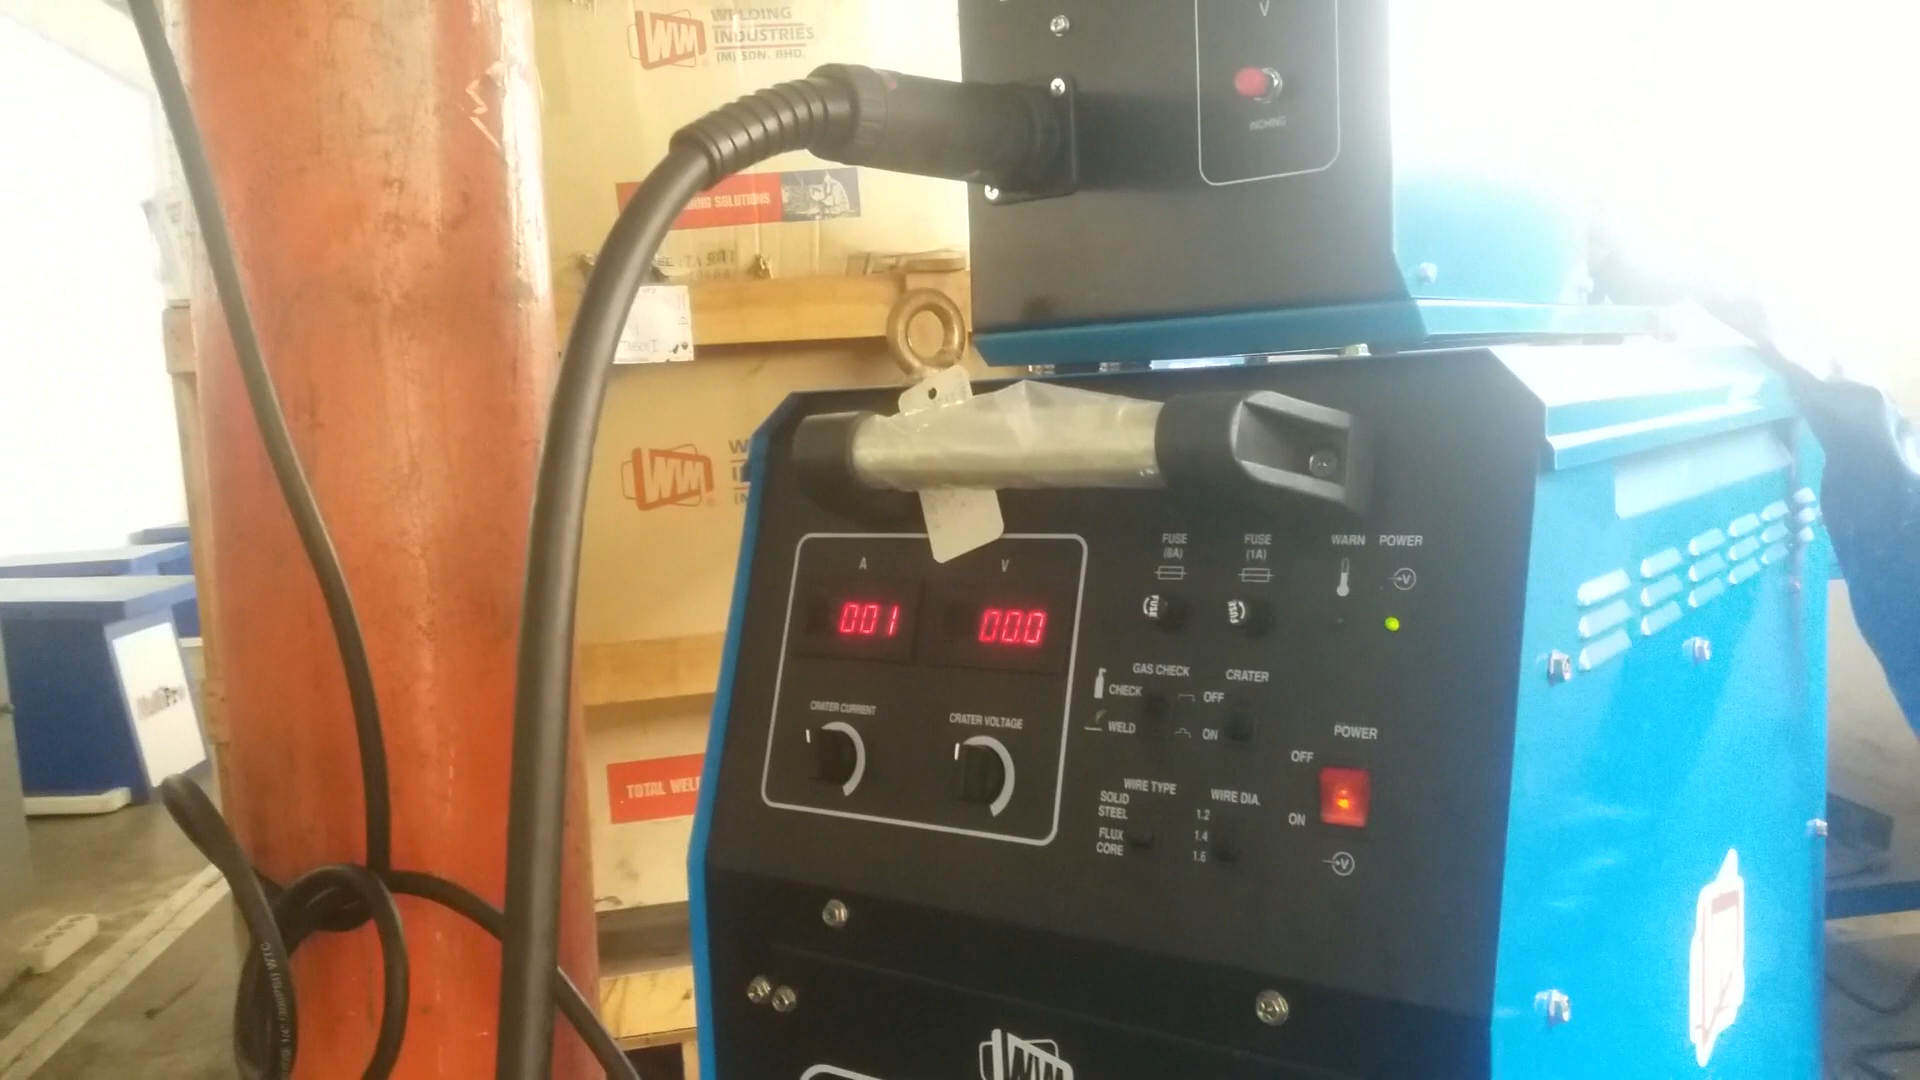 WELDING
INDUSTRIES
(M) SDN. BHD.
WM
V
INCHING
SOLUTIONS
WM
A
V
001
00.0
CRATER CURRENT
CRATER VOLTAGE
FUSE
(8A)
FUSE
(1A)
WARN
POWER
V
FUSE
FUSE
GAS CHECK
CHECK
WELD
CRATER
OFF
ON
WIRE TYPE
SOLID
STEEL
FLUX
CORE
WIRE DIA.
1.2
1.4
1.6
POWER
OFF
ON
V
TOTAL
WM